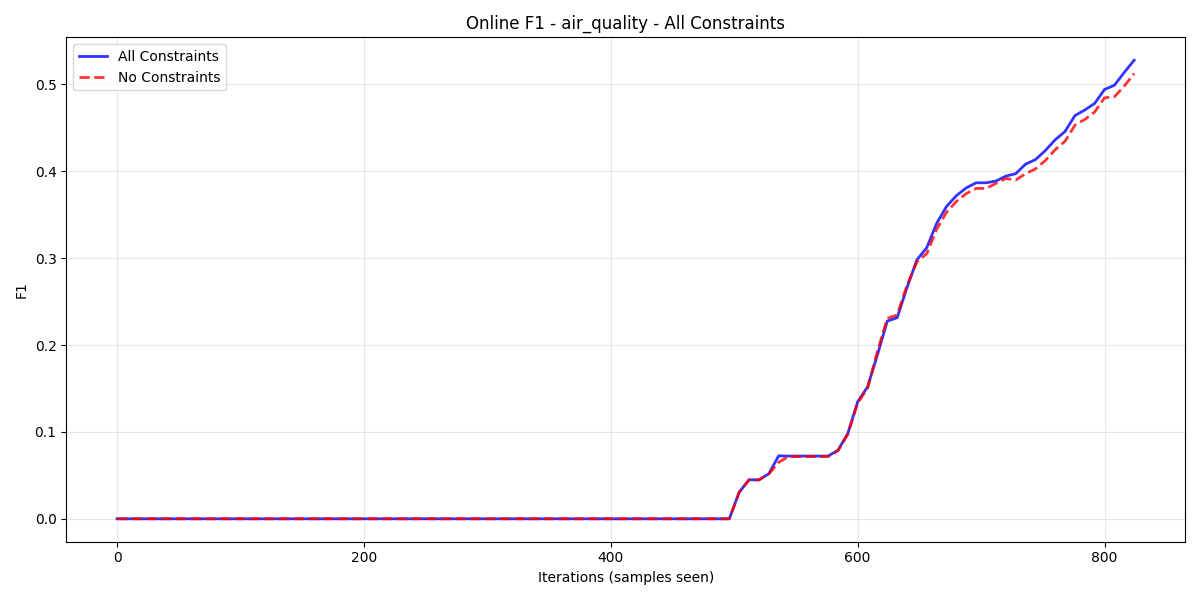 Online F1 - air_quality - All Constraints
All Constraints
No Constraints
F1
0.5
0.4
0.3
0.2
0.1
0.0
0 200 400 600 800
Iterations (samples seen)